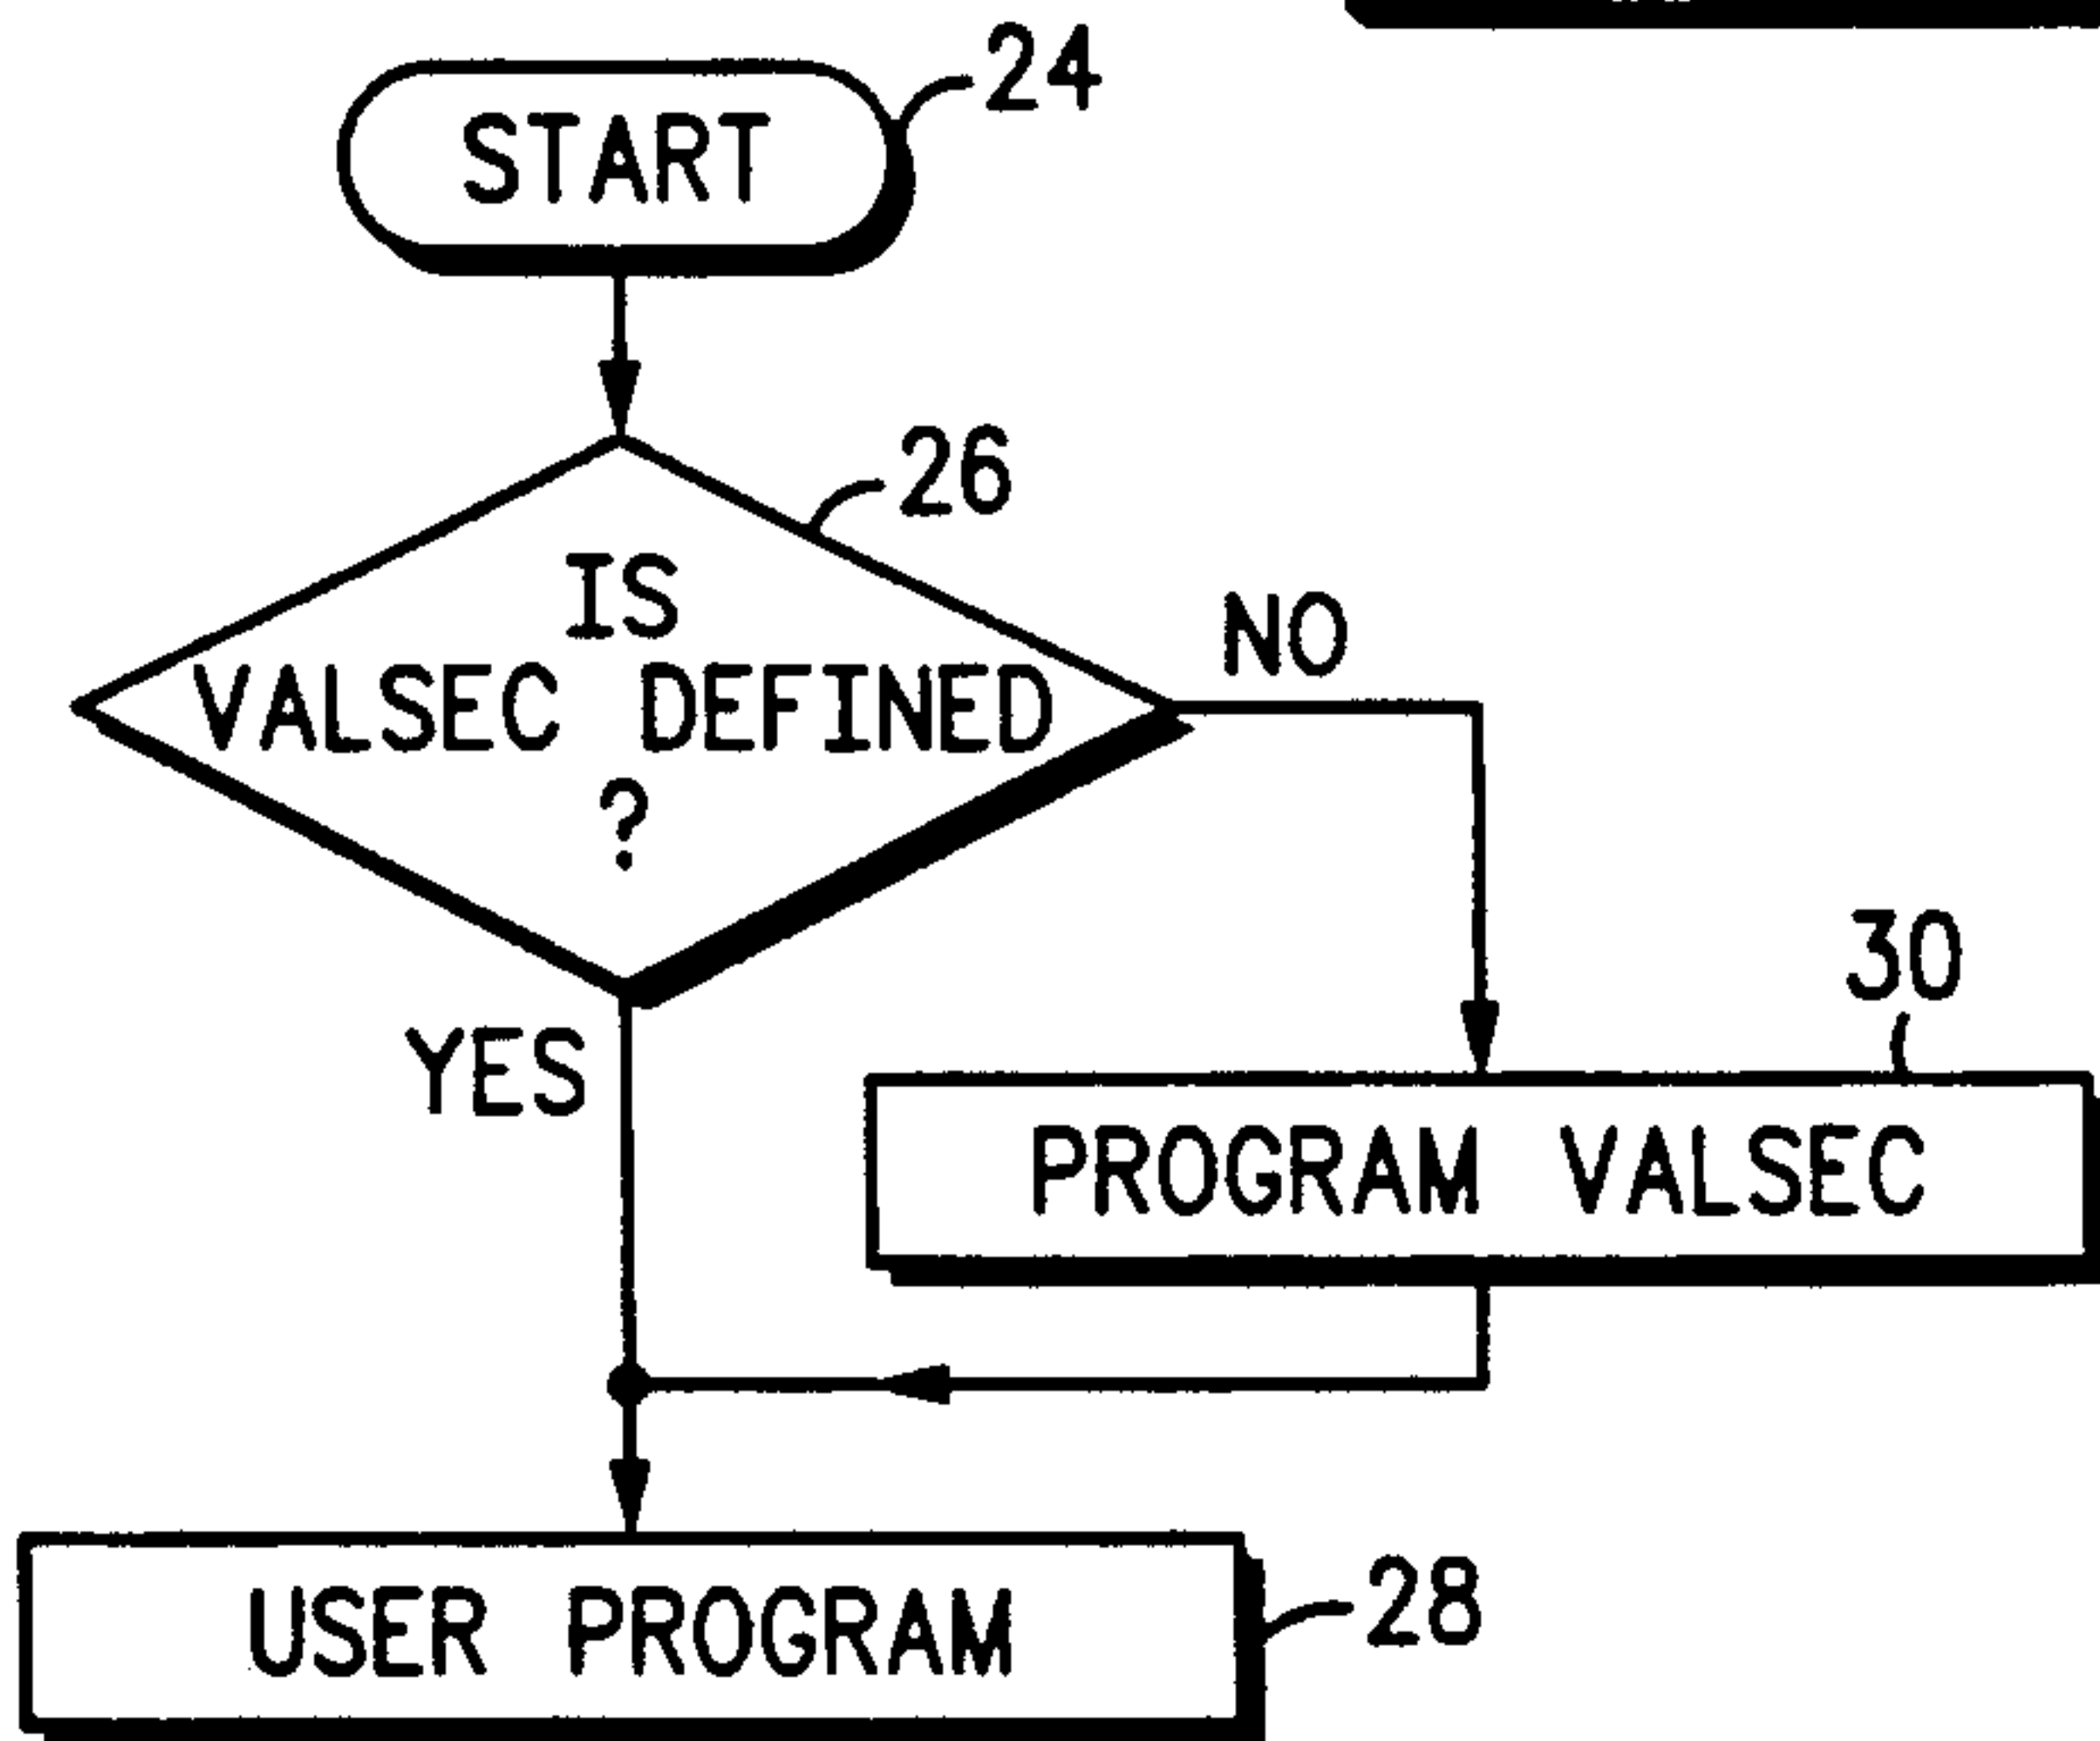 START
24
26
IS
VALSEC DEFINED
?
NO
YES
30
PROGRAM VALSEC
USER PROGRAM
28